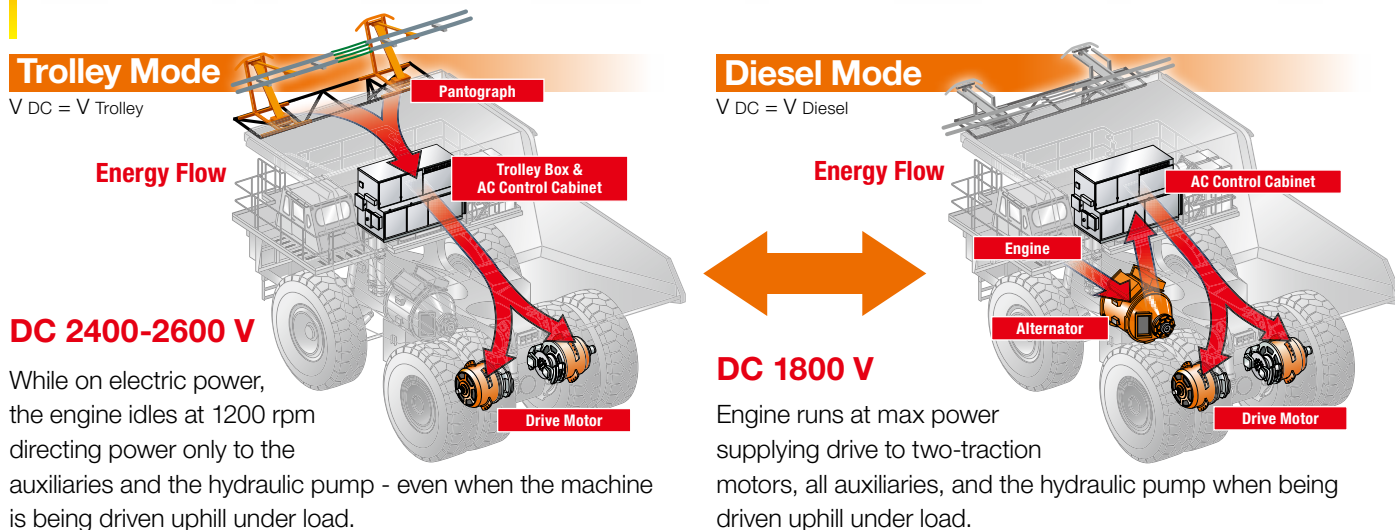 Trolley Mode
V DC = V Trolley
Pantograph
Energy Flow
Trolley Box &
AC Control Cabinet
DC 2400-2600 V
Drive Motor
While on electric power,
the engine idles at 1200 rpm
directing power only to the
auxiliaries and the hydraulic pump - even when the machine
is being driven uphill under load.
Diesel Mode
V DC = V Diesel
Energy Flow
AC Control Cabinet
Engine
Alternator
DC 1800 V
Drive Motor
Engine runs at max power
supplying drive to two-traction
motors, all auxiliaries, and the hydraulic pump when being
driven uphill under load.